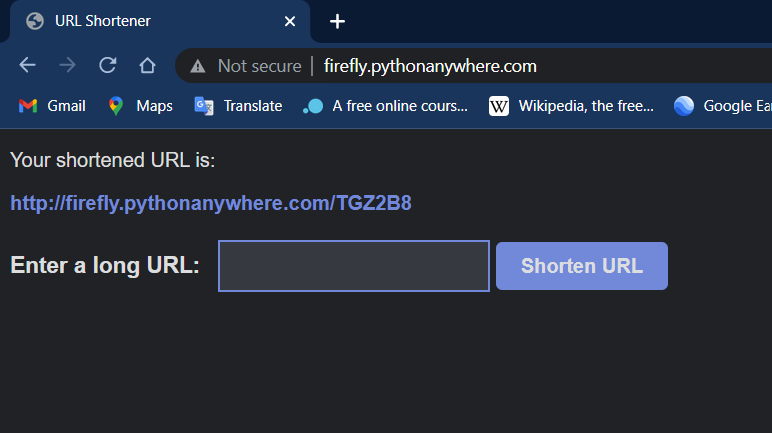 URL Shortener
Not secure | firefly.pythonanywhere.com
Gmail Maps Translate A free online cours... Wikipedia, the free... Google Ea
Your shortened URL is:
http://firefly.pythonanywhere.com/TGZ2B8
Enter a long URL: Shorten URL